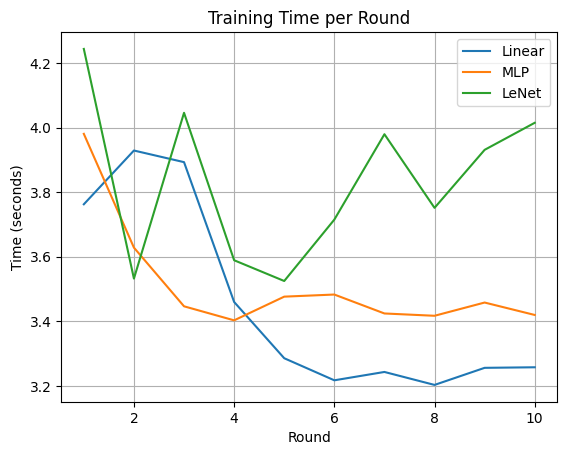 Training Time per Round
Linear
MLP
LeNet
4.2
4.0
3.8
3.6
3.4
3.2
Time (seconds)
2
4
6
8
10
Round